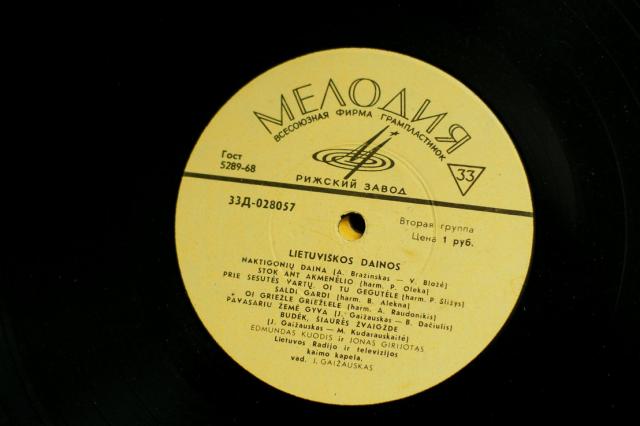 МЕЛОДИЯ
ВСЕСОЮЗНАЯ ФИРМА ГРАМПЛАСТИНОК
Гост
5289-68
33
РИЖСКИЙ ЗАВОД
33Д-028057
Вторая группа
Цена 1 руб.
LIETUVIŠKOS DAINOS
NAKTIGONIŲ DAINA (A. Bražinskas — V. Bložė)
STOK ANT AKMENĖLIO (harm. P. Oleka)
PRIE SESUTĖS VARTŲ. OI TU GEGUTĖLE (harm. P. Sližys)
SALDI GARDI (harm. B. Alekna)
OI GRIEŽLE GRIEŽLELE (harm. A. Raudonikis)
PAVASARIU ŽEMĖ GYVA (J. Gaižauskas — B. Dačiulis)
BUDĖK, ŠIAURĖS ŽVAIGŽDE
(J. Gaižauskas — M. Kudarauskaitė)
EDMUNDAS KUODIS ir JONAS GIRIJOTAS
Lietuvos Radijo ir televizijos
kaimo kapela,
vad. J. GAIŽAUSKAS